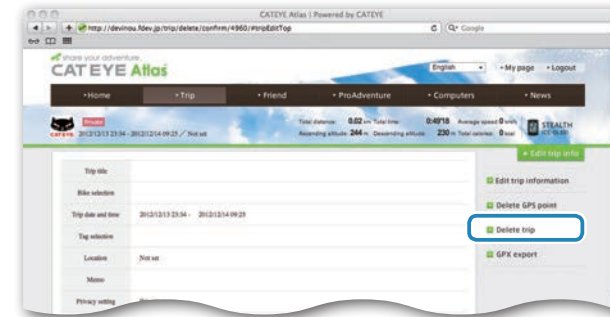 CATEYE Atlas | Powered by CATEYE
http://devinou.fdev.jp/trip/delete/confirm/4960/#tripEditTop
Google
share your adventure.
CATEYE Atlas
English
My page
Logout
Home
Trip
Friend
ProAdventure
Computers
News
Private
CATEYE
2012/12/13 23:54 - 2012/12/14 09:25 / Not set
Total distance 0.02 km Total time 0:49'18 Average speed 0 km/h
Ascending altitude 244 m Descending altitude 230 m Total calories 0 kcal
STEALTH
Edit trip info
Trip title
Bike selection
Trip date and time 2012/12/13 23:54 - 2012/12/14 09:25
Tag selection
Location Not set
Memo
Privacy setting
Edit trip information
Delete GPS point
Delete trip
GPX export